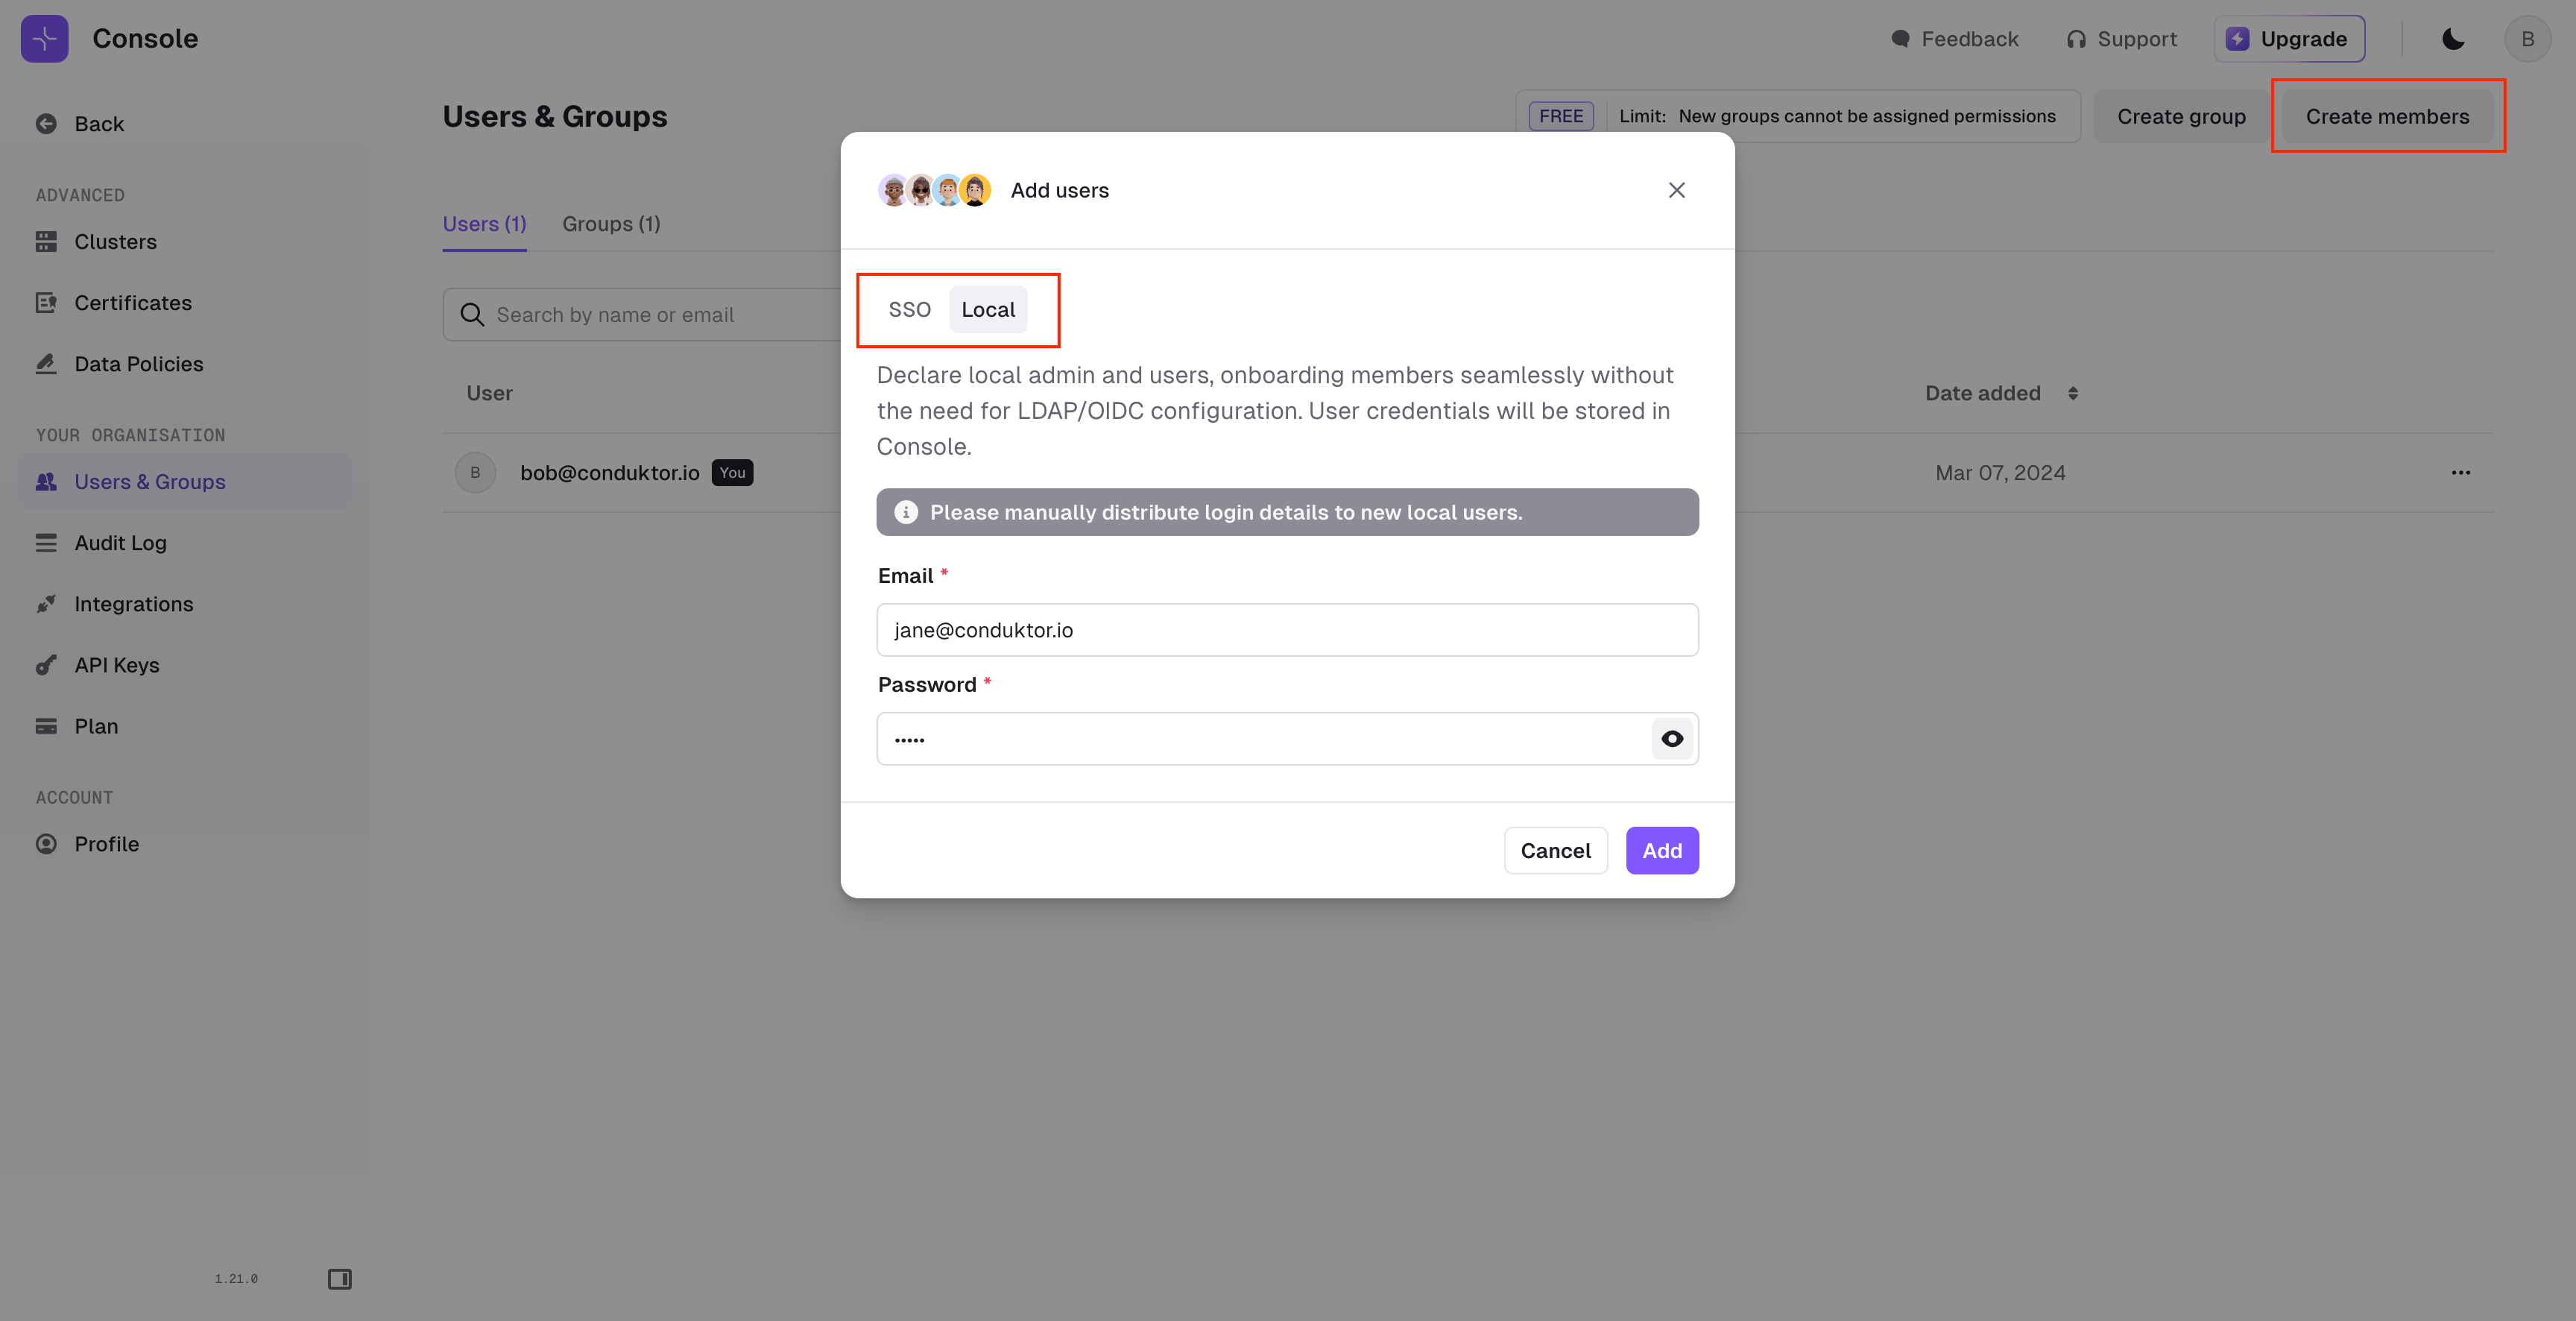 Console
Feedback
Support
Upgrade
B
Back
ADVANCED
Clusters
Certificates
Data Policies
YOUR ORGANISATION
Users & Groups
Audit Log
Integrations
API Keys
Plan
ACCOUNT
Profile
1.21.0
Users & Groups
FREE Limit: New groups cannot be assigned permissions
Create group
Create members
Users (1)
Groups (1)
Search by name or email
User
Date added
B
bob@conduktor.io You
Mar 07, 2024
Add users
SSO
Local
Declare local admin and users, onboarding members seamlessly without
the need for LDAP/OIDC configuration. User credentials will be stored in
Console.
Please manually distribute login details to new local users.
Email *
jane@conduktor.io
Password *
•••••
Cancel
Add